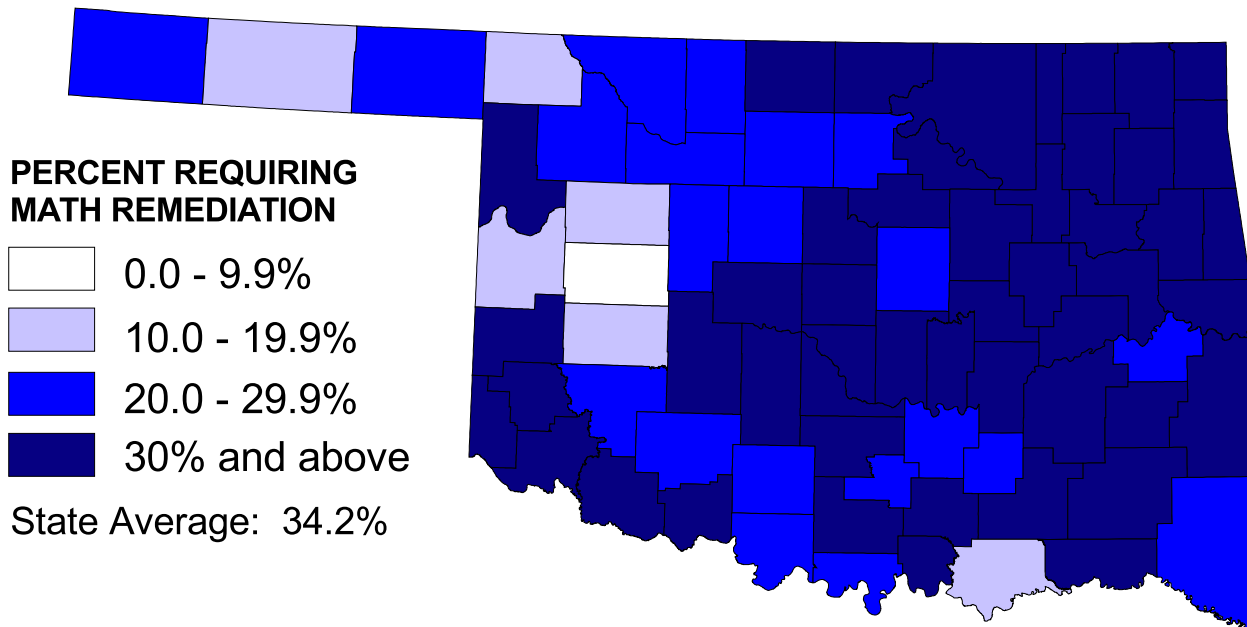 PERCENT REQUIRING
MATH REMEDIATION
0.0 - 9.9%
10.0 - 19.9%
20.0 - 29.9%
30% and above
State Average: 34.2%